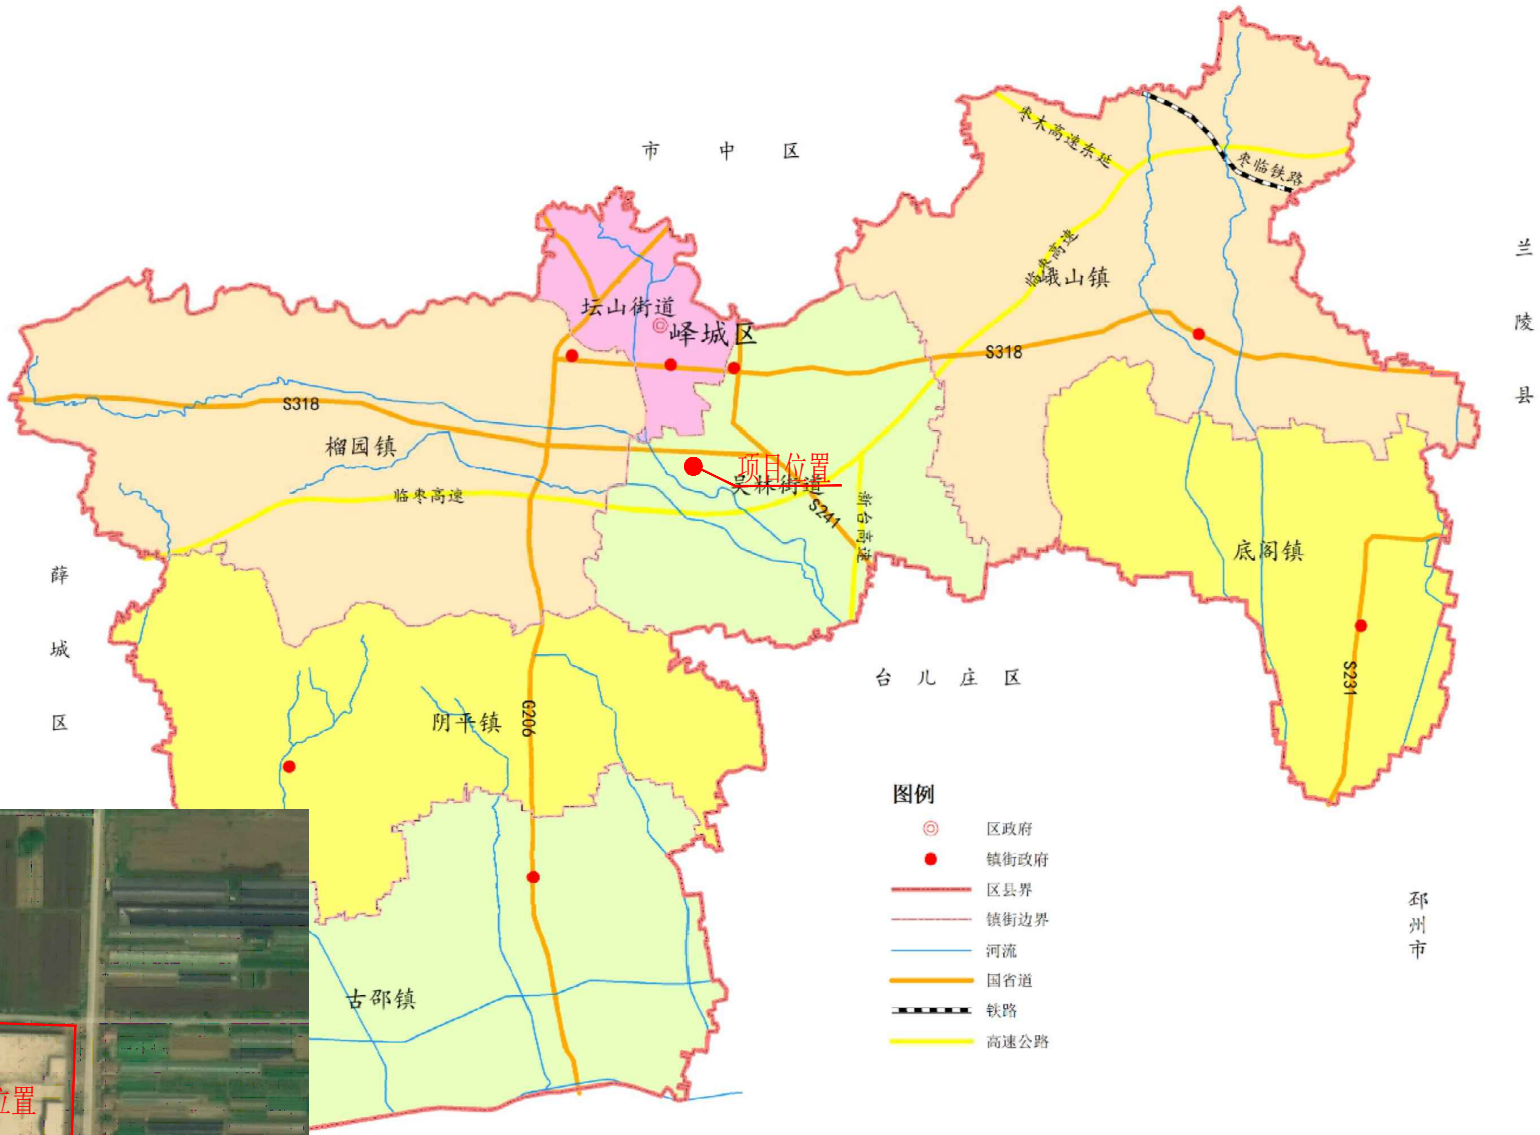 市 中 区
枣木高速东延
枣临铁路
兰
陵
县
临枣高速
峨山镇
坛山街道
峄城区
S318
S318
榴园镇
项目位置
吴林街道
临枣高速
S241
新台高速
底阁镇
薛
城
区
台 儿 庄 区
S231
阴平镇
G206
图例
区政府
镇街政府
区县界
镇街边界
河流
国省道
铁路
高速公路
邳
州
市
古邵镇
位置